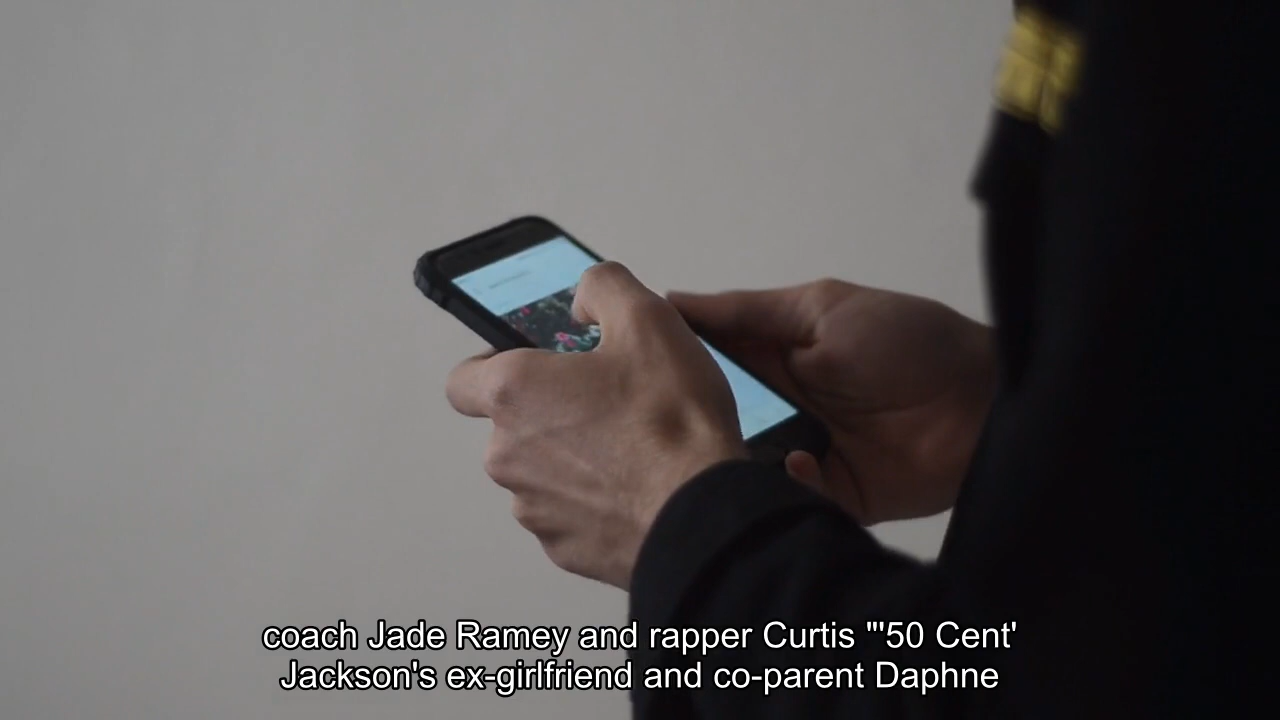 coach Jade Ramey and rapper Curtis "'50 Cent'
Jackson's ex-girlfriend and co-parent Daphne